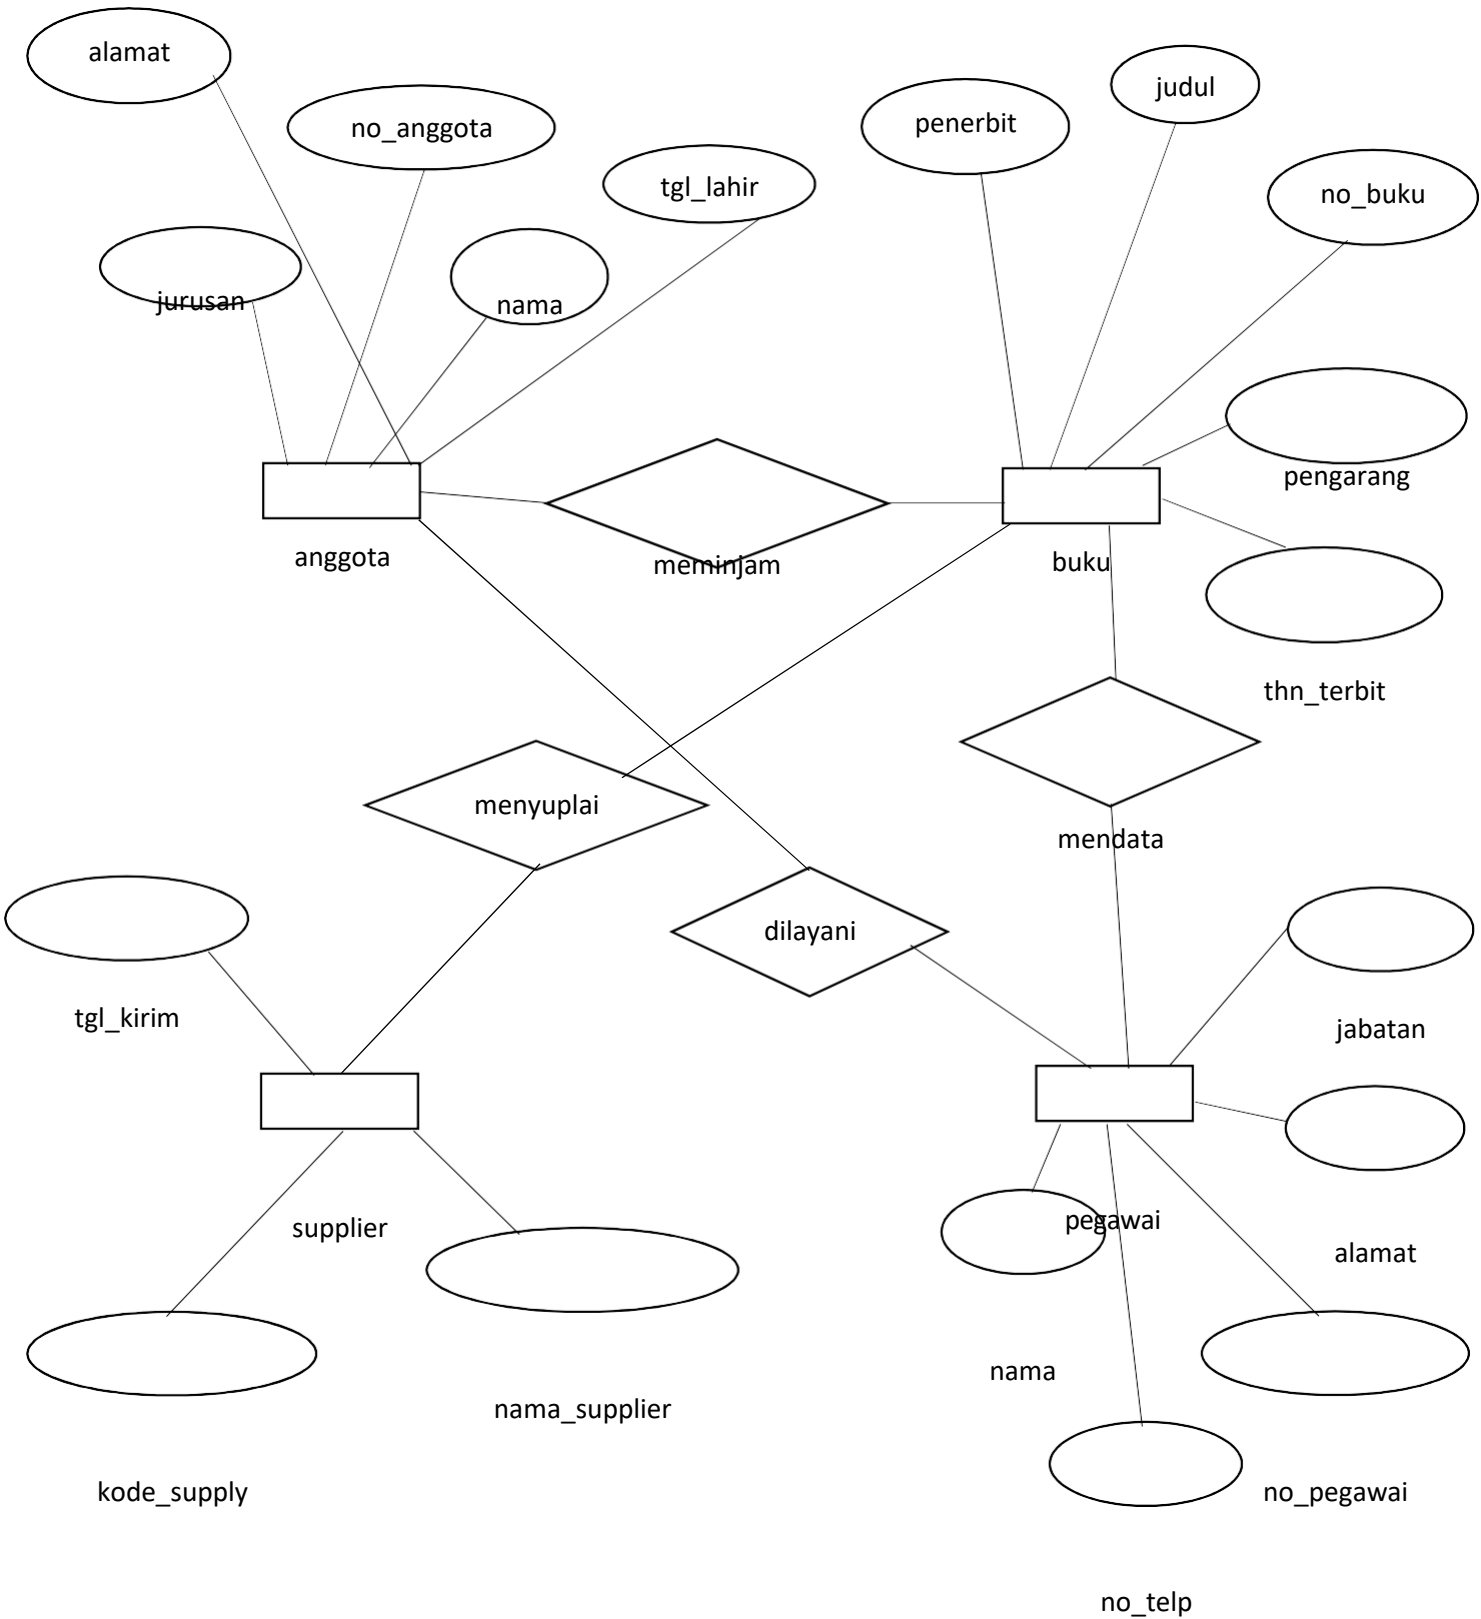 alamat
judul
penerbit
no_anggota
tgl_lahir
no_buku
jurusan
nama
pengarang
anggota
meminjam
buku
thn_terbit
menyuplai
mendata
dilayani
tgl_kirim
jabatan
supplier
pegawai
alamat
nama
nama_supplier
kode_supply
no_pegawai
no_telp